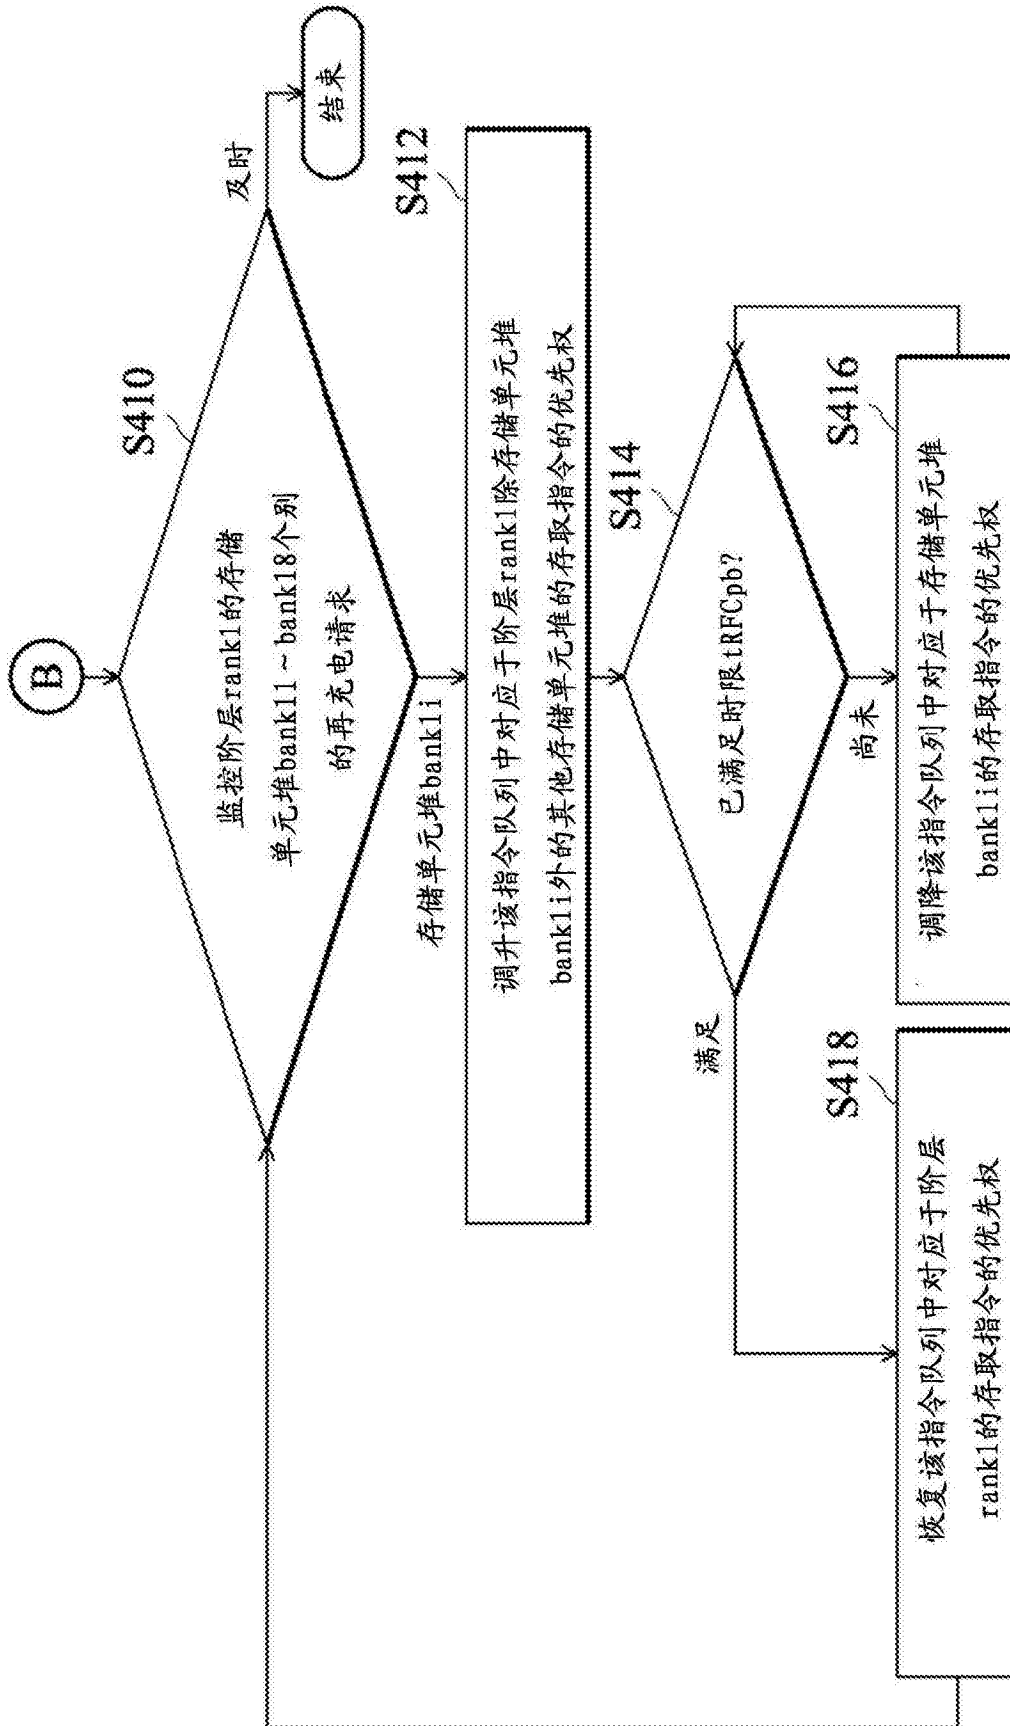 B
S410
监控阶层rank1的存储
单元堆bank11~bank18个别
的再充电请求
及时
结束
存储单元堆bank1i
S412
调升该指令队列中对应于阶层rank1除存储单元堆
bank1i外的其他存储单元堆的存取指令的优先权
S414
已满足时限tRFCpb?
满足
尚未
S416
调降该指令队列中对应于存储单元堆
bank1i的存取指令的优先权
S418
恢复该指令队列中对应于阶层
rank1的存取指令的优先权